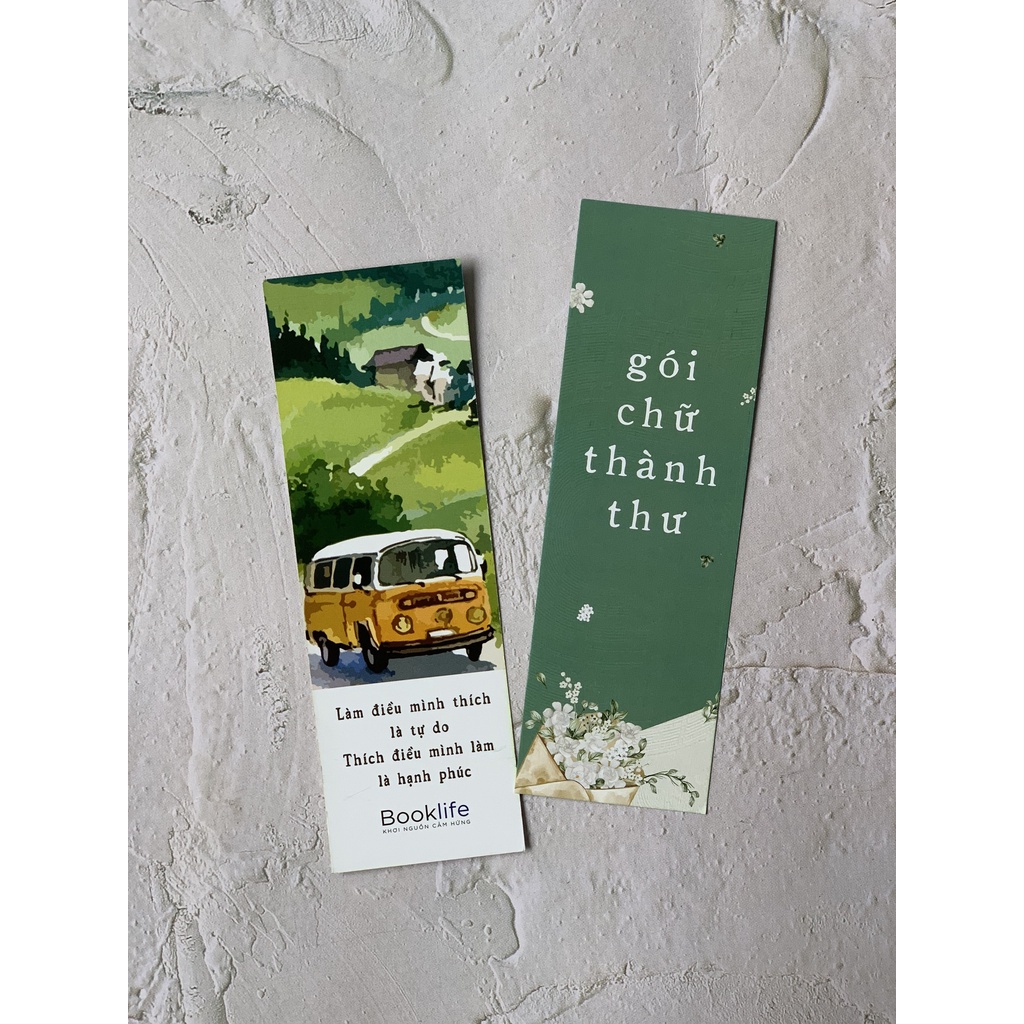 Làm điều mình thích
là tự do
Thích điều mình làm
là hạnh phúc
Booklife
KHƠI NGUỒN CẢM HỨNG
gói
chữ
thành
thư